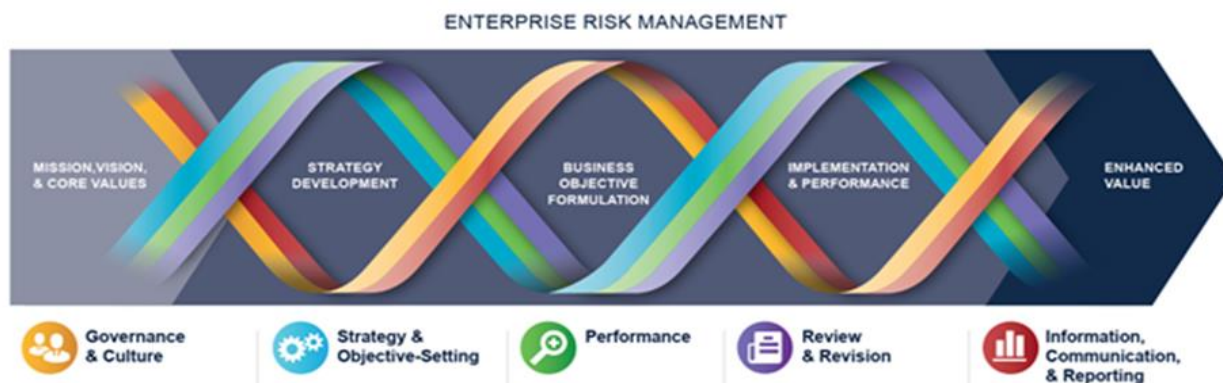 ENTERPRISE RISK MANAGEMENT
MISSION, VISION,
& CORE VALUES
STRATEGY
DEVELOPMENT
BUSINESS
OBJECTIVE
FORMULATION
IMPLEMENTATION
& PERFORMANCE
ENHANCED
VALUE
Governance
& Culture
Strategy &
Objective-Setting
Performance
Review
& Revision
Information,
Communication,
& Reporting